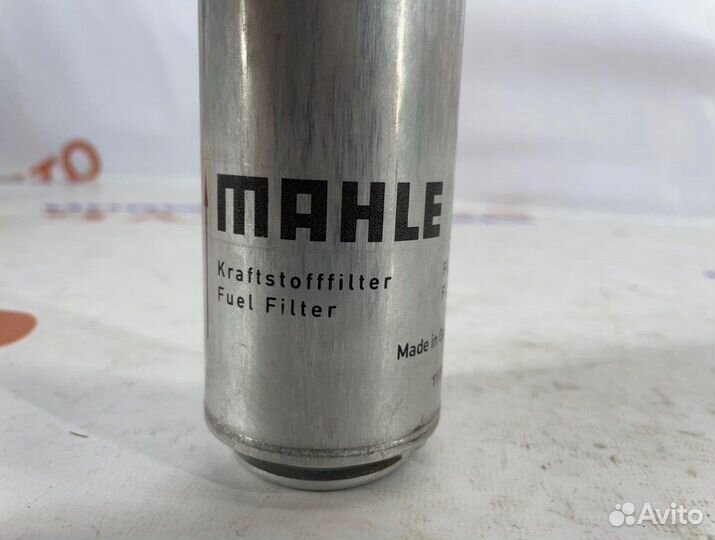 MAHLE
Kraftstofffilter
Fuel Filter
Made in
Avito